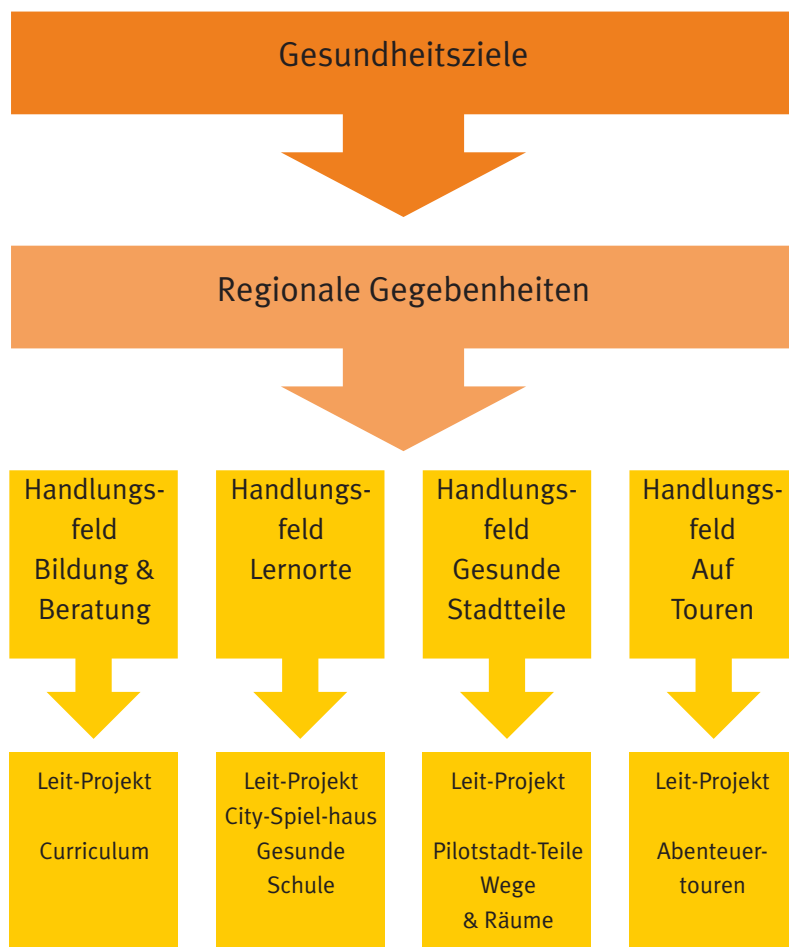 Gesundheitsziele
Regionale Gegebenheiten
Handlungs-
feld
Bildung &
Beratung
Handlungs-
feld
Lernorte
Handlungs-
feld
Gesunde
Stadtteile
Handlungs-
feld
Auf
Touren
Leit-Projekt
Curriculum
Leit-Projekt
City-Spiel-haus
Gesunde
Schule
Leit-Projekt
Pilotstadt-Teile
Wege
& Räume
Leit-Projekt
Abenteuer-
touren